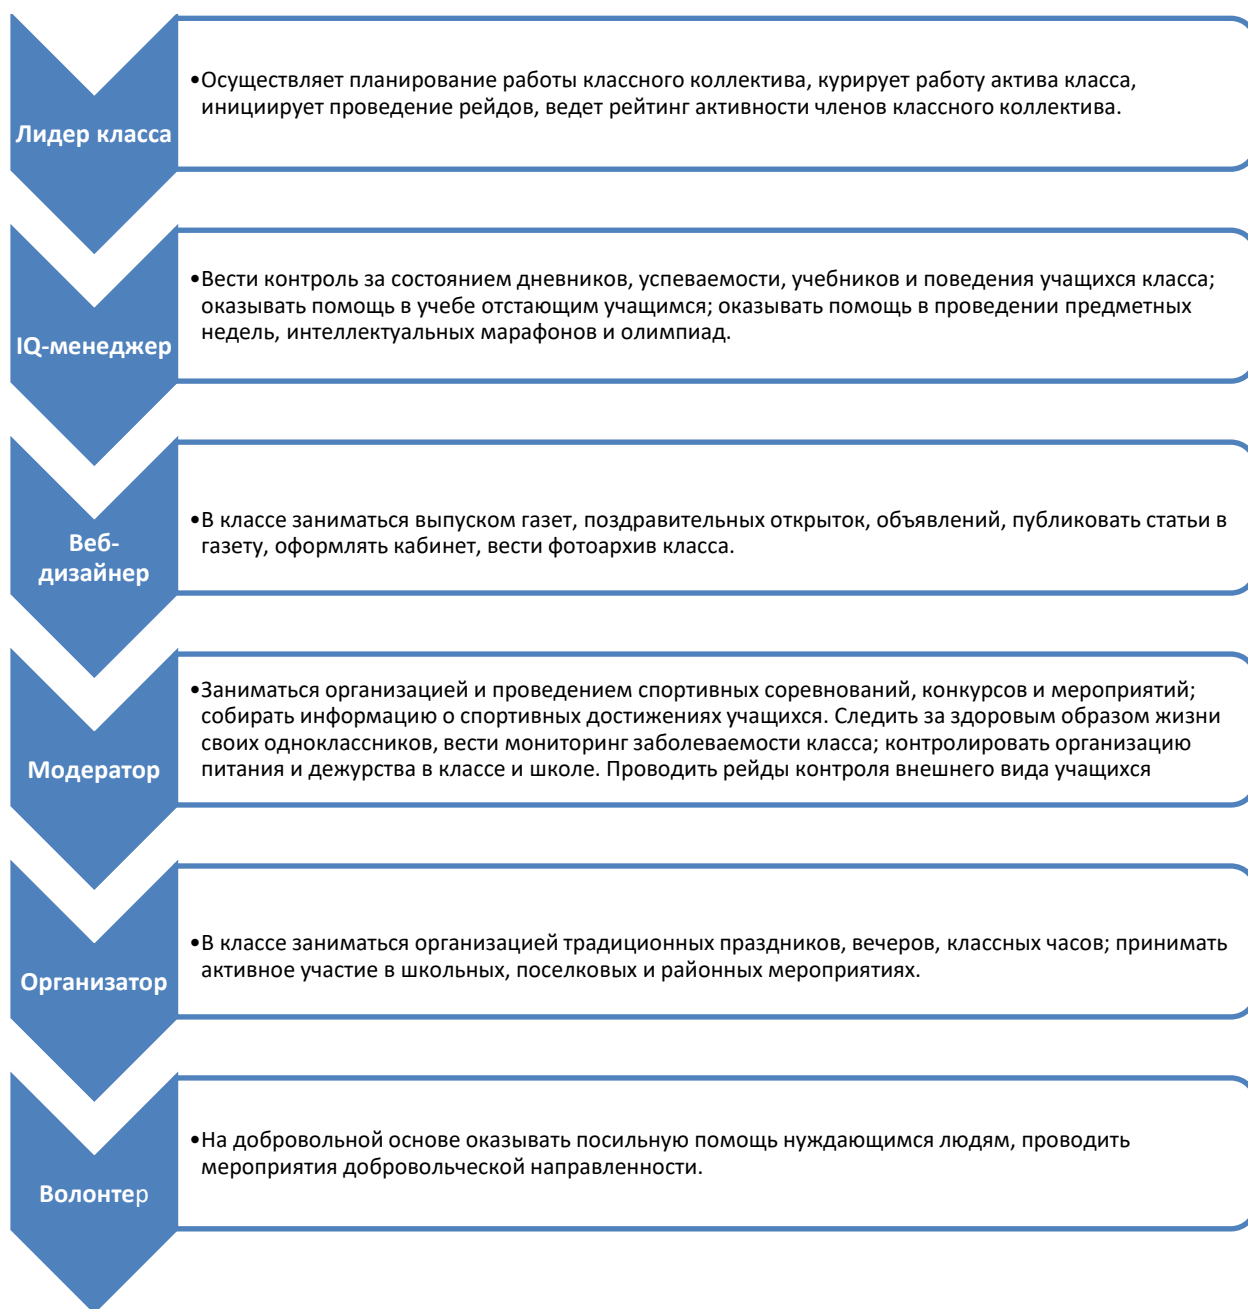 Лидер класса
•Осуществляет планирование работы классного коллектива, курирует работу актива класса,
инициирует проведение рейдов, ведет рейтинг активности членов классного коллектива.
IQ-менеджер
•Вести контроль за состоянием дневников, успеваемости, учебников и поведения учащихся класса;
оказывать помощь в учебе отстающим учащимся; оказывать помощь в проведении предметных
недель, интеллектуальных марафонов и олимпиад.
Веб-
дизайнер
•В классе заниматься выпуском газет, поздравительных открыток, объявлений, публиковать статьи в
газету, оформлять кабинет, вести фотоархив класса.
Модератор
•Заниматься организацией и проведением спортивных соревнований, конкурсов и мероприятий;
собирать информацию о спортивных достижениях учащихся. Следить за здоровым образом жизни
своих одноклассников, вести мониторинг заболеваемости класса; контролировать организацию
питания и дежурства в классе и школе. Проводить рейды контроля внешнего вида учащихся
Организатор
•В классе заниматься организацией традиционных праздников, вечеров, классных часов; принимать
активное участие в школьных, поселковых и районных мероприятиях.
Волонтер
•На добровольной основе оказывать посильную помощь нуждающимся людям, проводить
мероприятия добровольческой направленности.